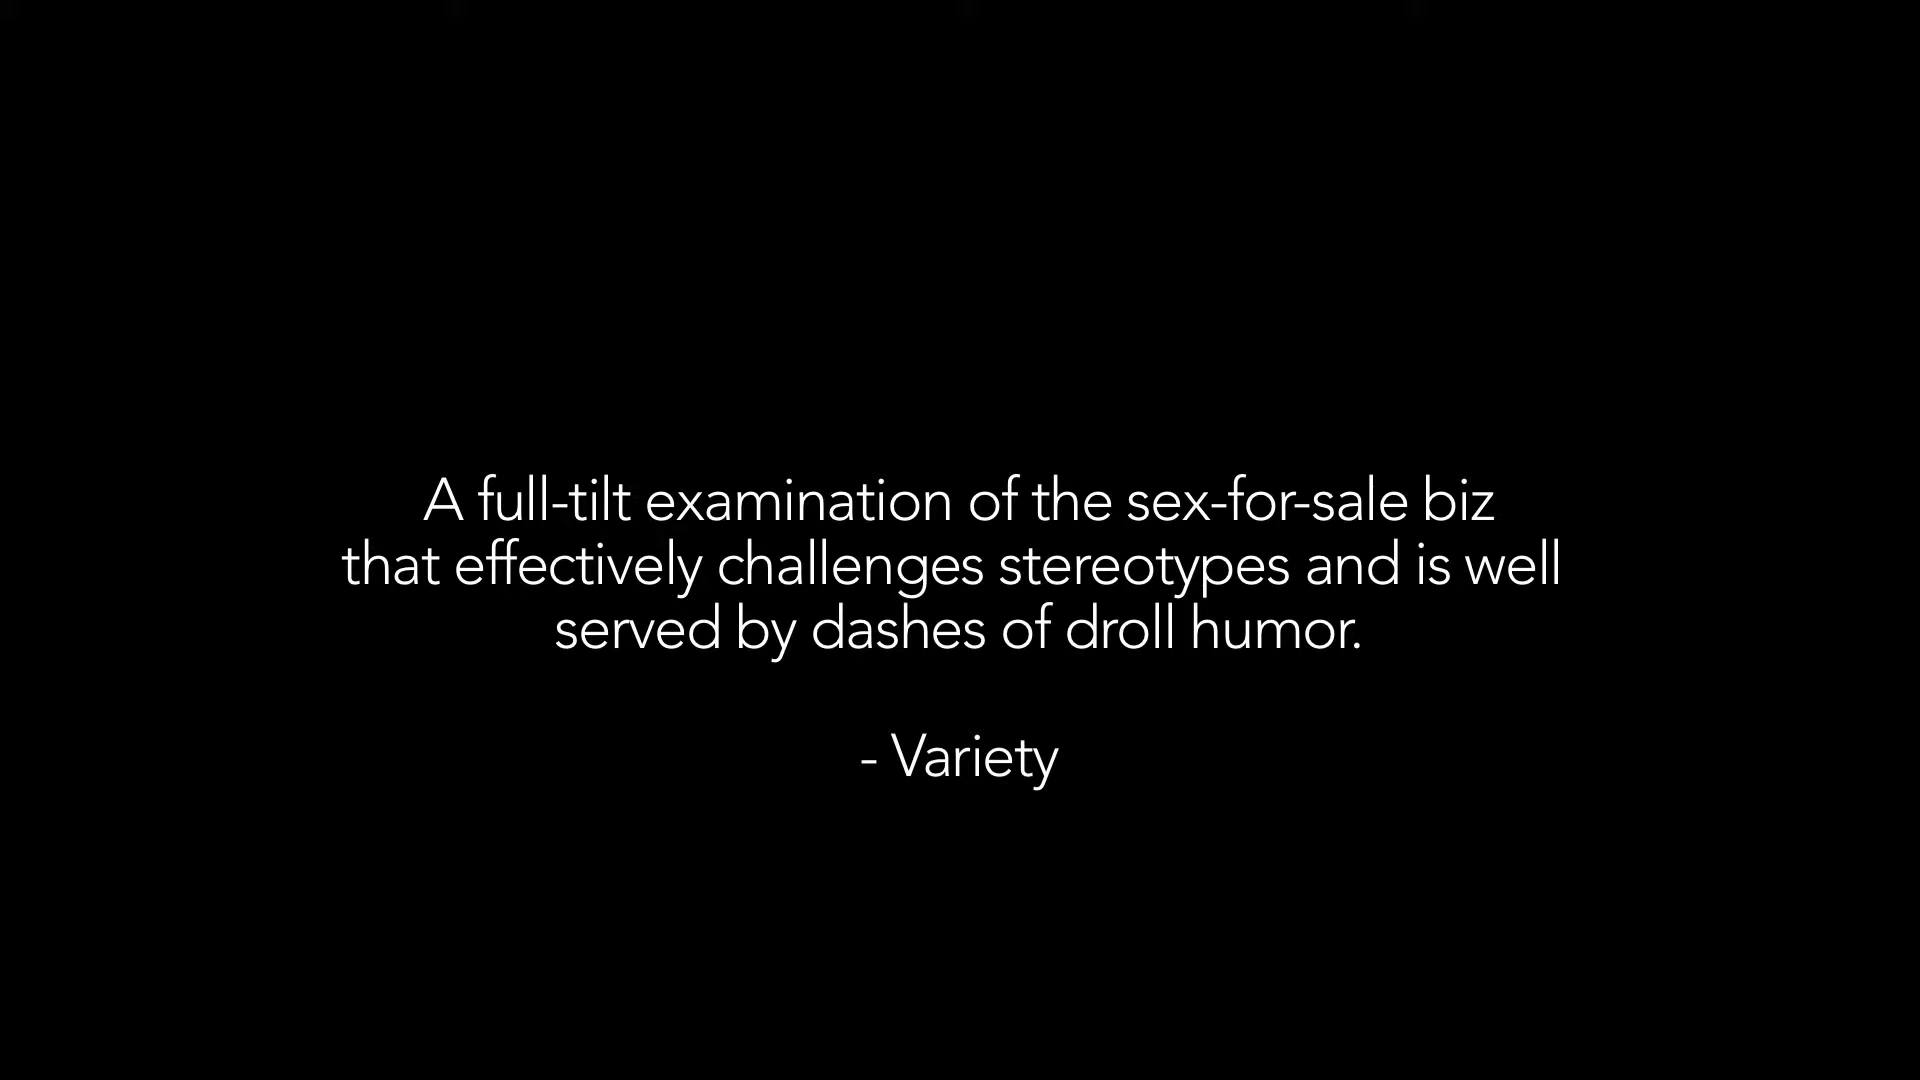 A full-tilt examination of the sex-for-sale biz
that effectively challenges stereotypes and is well
served by dashes of droll humor.
- Variety